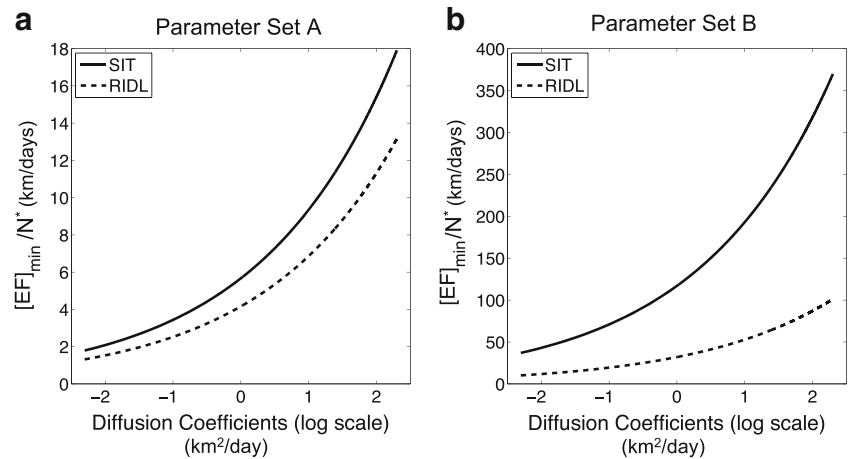 a
Parameter Set A
18
16
14
12
10
8
6
4
2
0
[EF]min/N* (km/days)
SIT
RIDL
−2
−1
0
1
2
Diffusion Coefficients (log scale)
(km²/day)
b
Parameter Set B
400
350
300
250
200
150
100
50
0
[EF]min/N* (km/days)
SIT
RIDL
−2
−1
0
1
2
Diffusion Coefficients (log scale)
(km²/day)